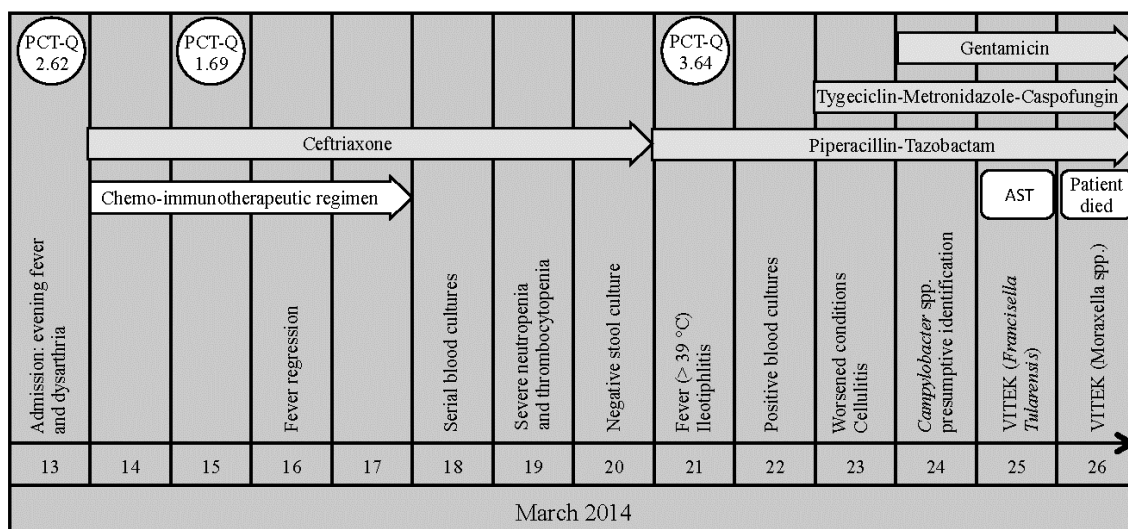 PCT-Q
2.62
PCT-Q
1.69
PCT-Q
3.64
Gentamicin
Tygeciclin-Metronidazole-Caspofungin
Ceftriaxone
Piperacillin-Tazobactam
Chemo-immunotherapeutic regimen
AST
Patient
died
Admission: evening fever
and dysarthria
Fever regression
Serial blood cultures
Severe neutropenia
and thrombocytopenia
Negative stool culture
Fever (> 39 °C)
Ileotiphlitis
Positive blood cultures
Worsened conditions
Cellulitis
Campylobacter spp.
presumptive identification
VITEK (Francisella
Tularensis)
VITEK (Moraxella spp.)
13 14 15 16 17 18 19 20 21 22 23 24 25 26
March 2014